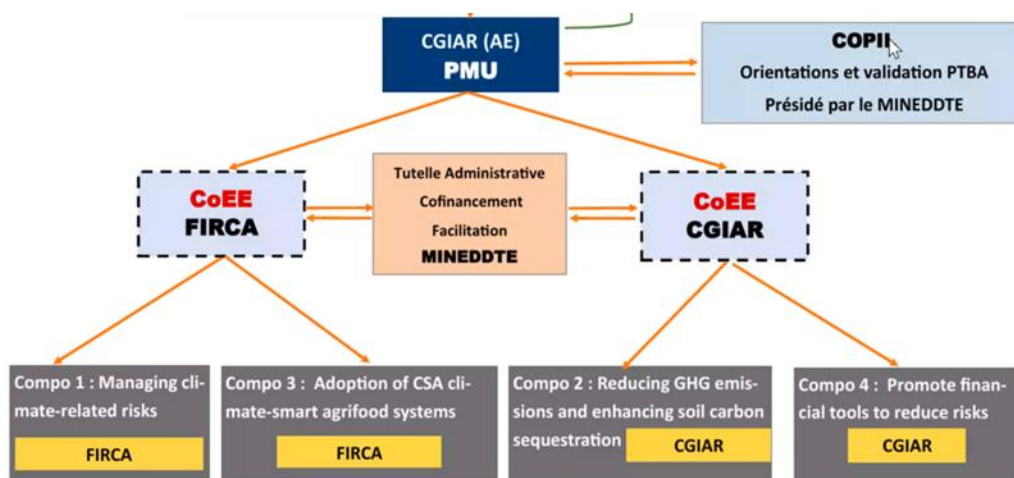 CGIAR (AE)
PMU
COPIL
Orientations et validation PTBA
Présidé par le MINEDDTE
CoEE
FIRCA
Tutelle Administrative
Cofinancement
Facilitation
MINEDDTE
CoEE
CGIAR
Compo 1 : Managing cli-
mate-related risks
FIRCA
Compo 3 :  Adoption of CSA cli-
mate-smart agrifood systems
FIRCA
Compo 2 : Reducing GHG emis-
sions and enhancing soil carbon
sequestration
CGIAR
Compo 4 :  Promote finan-
cial tools to reduce risks
CGIAR